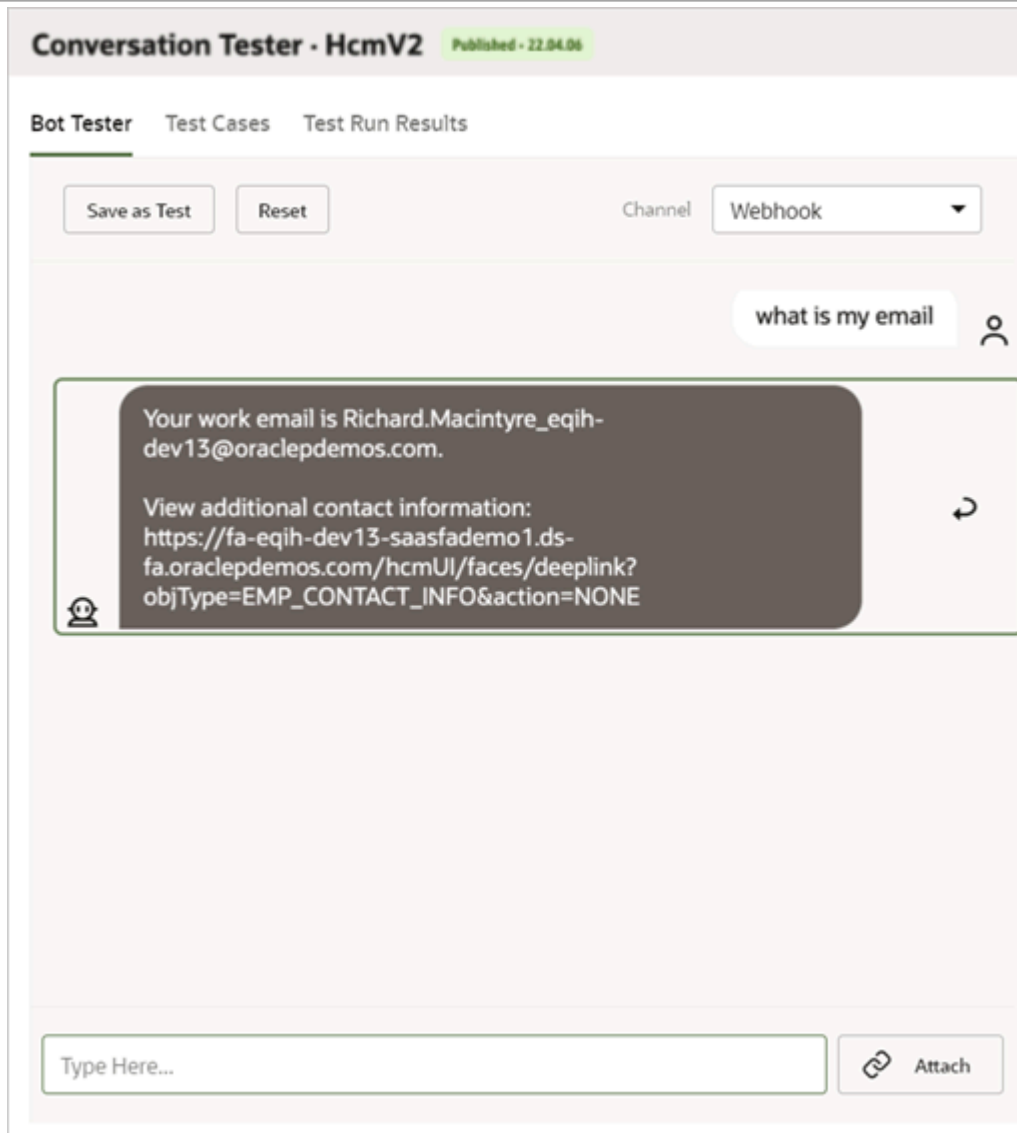 Conversation Tester · HcmV2 Published - 22.04.06
Bot Tester Test Cases Test Run Results
Save as Test Reset Channel Webhook
what is my email
Your work email is Richard.Macintyre_eqih-
dev13@oraclepdemos.com.
View additional contact information:
https://fa-eqih-dev13-saasfademo1.ds-
fa.oraclepdemos.com/hcmUI/faces/deeplink?
objType=EMP_CONTACT_INFO&action=NONE
Type Here... Attach